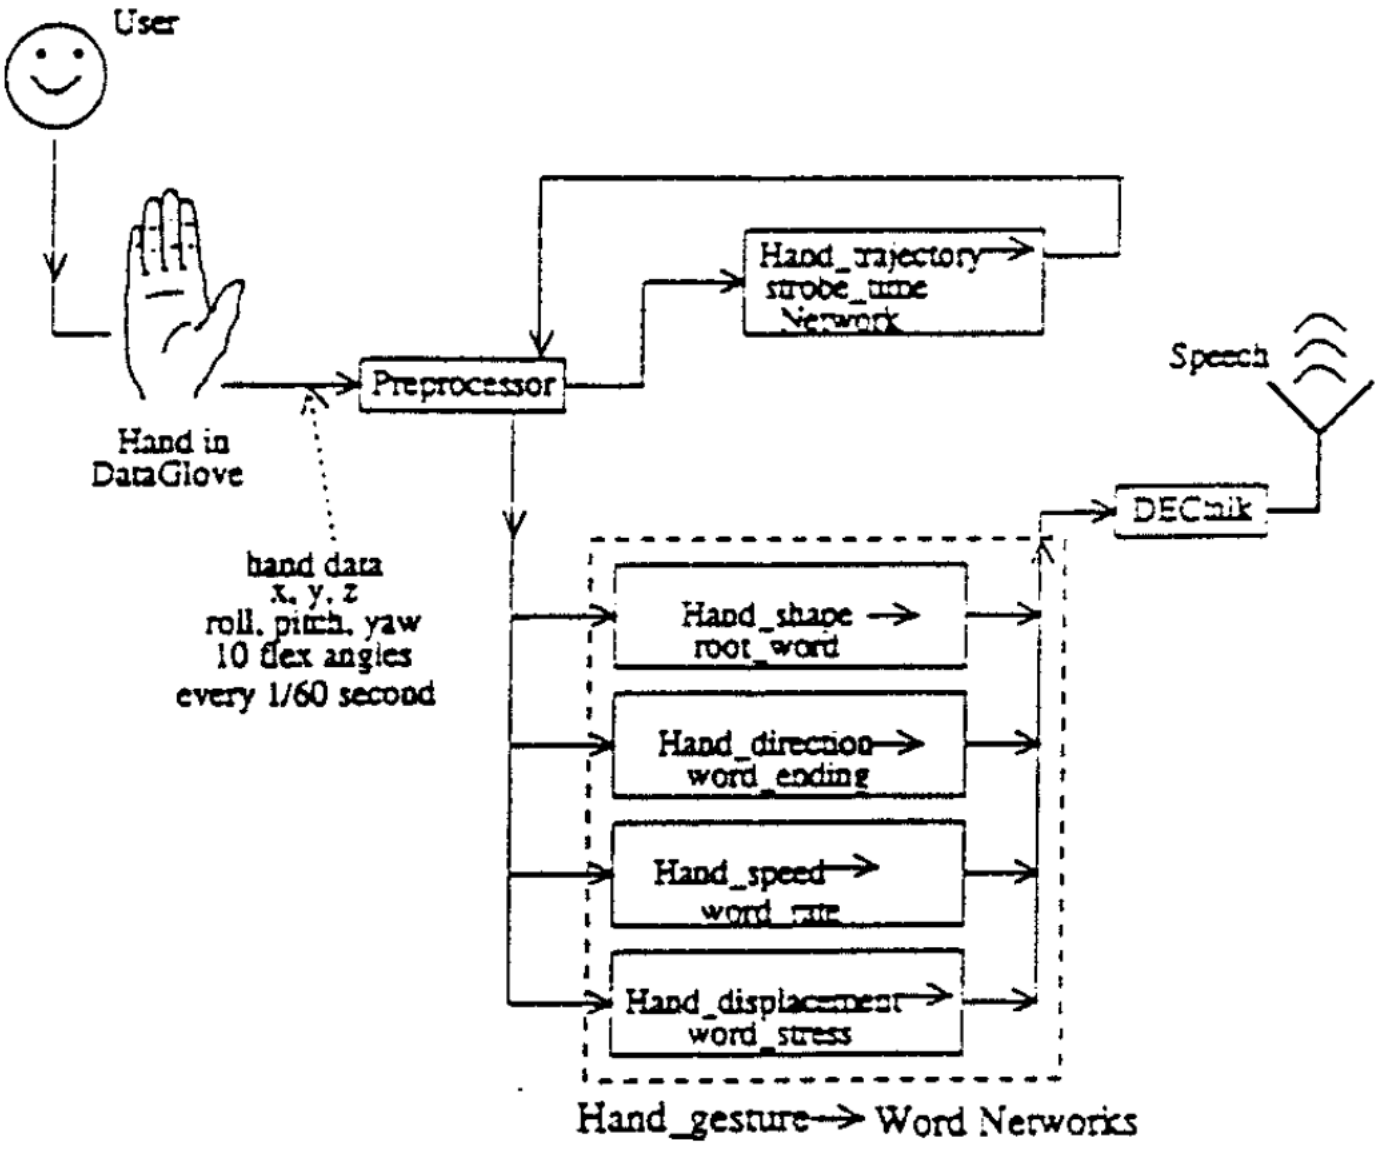 User
Hand_trajectory
strobe_time
Network
Speech
Preprocessor
Hand in
DataGlove
DECtalk
hand data
x, y, z
roll, pitch, yaw
10 flex angles
every 1/60 second
Hand_shape
root_word
Hand_direction
word_ending
Hand_speed
word_rate
Hand_displacement
word_stress
Hand_gesture → Word Networks